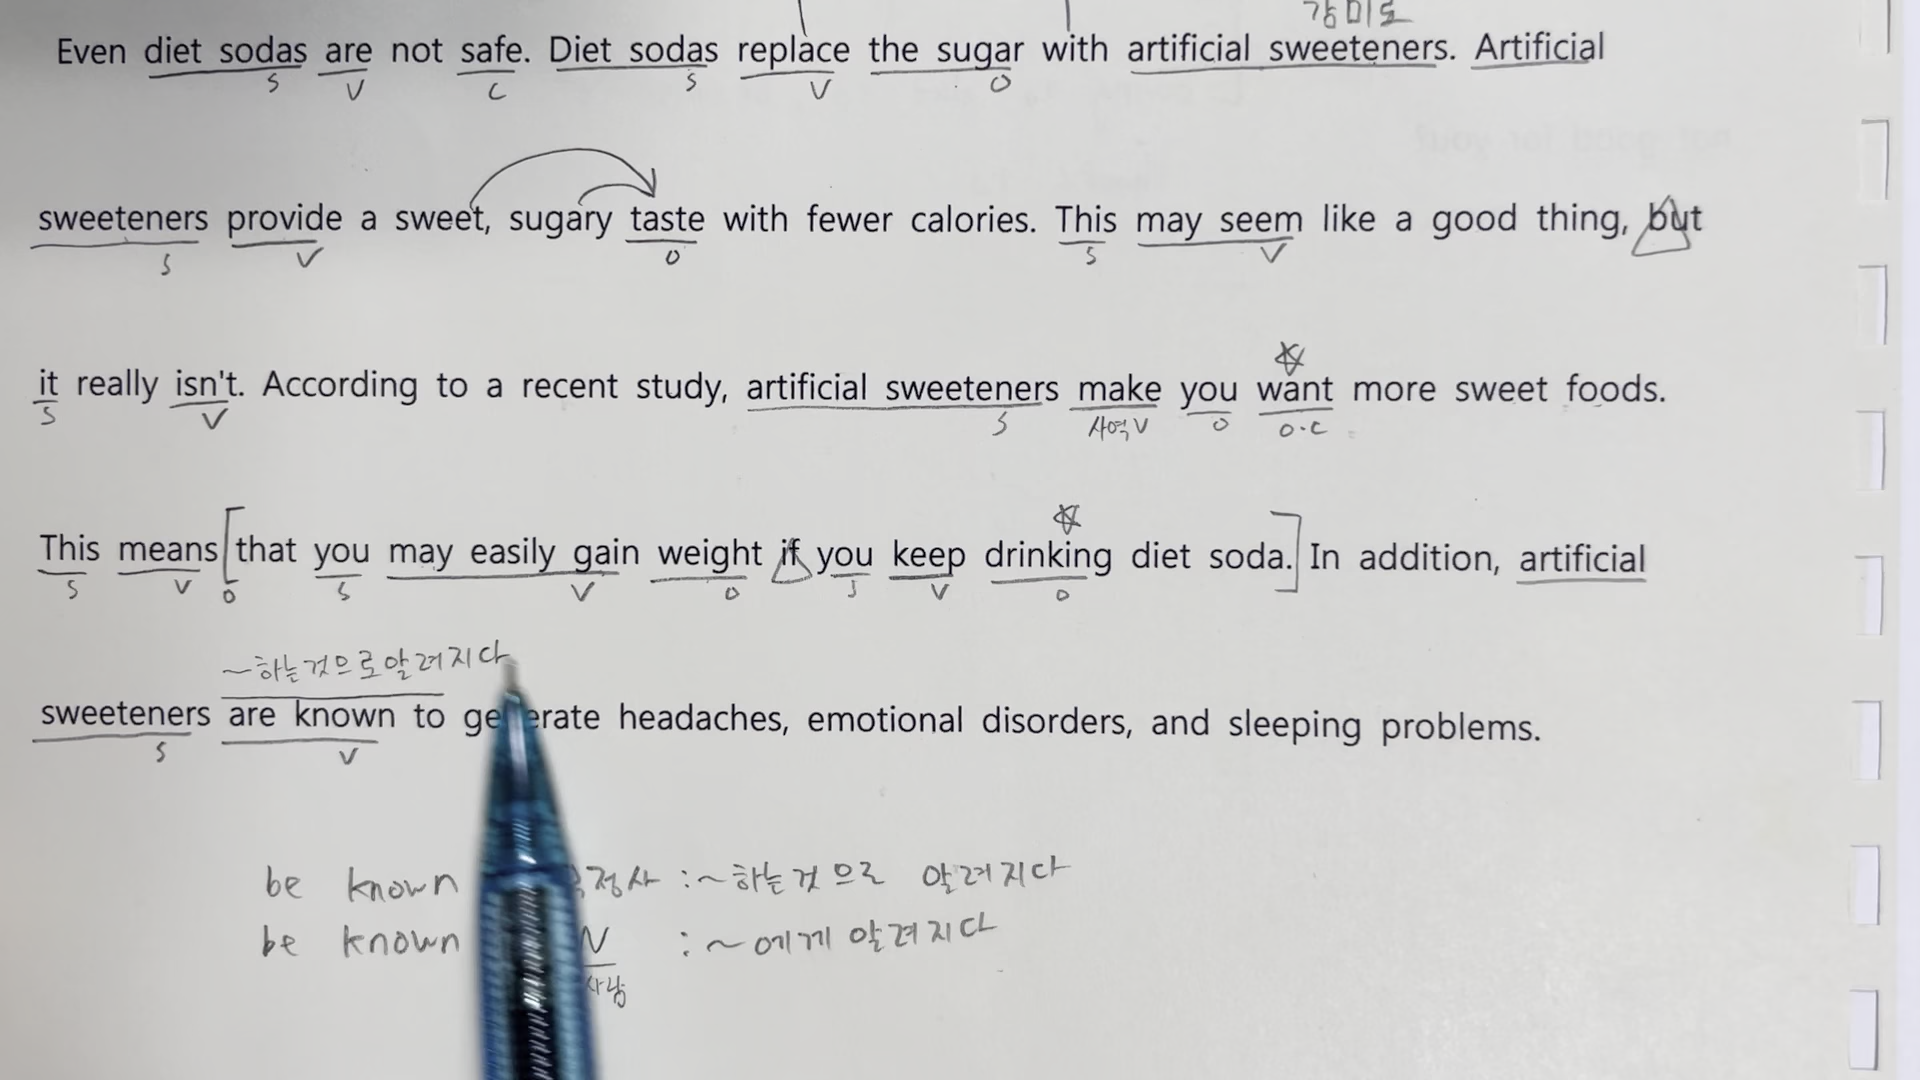 감미료
Even diet sodas are not safe. Diet sodas replace the sugar with artificial sweeteners. Artificial
S V C S V O
sweeteners provide a sweet, sugary taste with fewer calories. This may seem like a good thing, but
S V O S V
it really isn't. According to a recent study, artificial sweeteners make you want more sweet foods.
S V S 사역V O O.C
This means [that you may easily gain weight if you keep drinking diet soda.] In addition, artificial
S V O S V O S V O
~하는것으로알려지다
sweeteners are known to generate headaches, emotional disorders, and sleeping problems.
S V
be known 정사 : ~하는것 으로 알려지다
be known N : ~에게 알려지다
사람